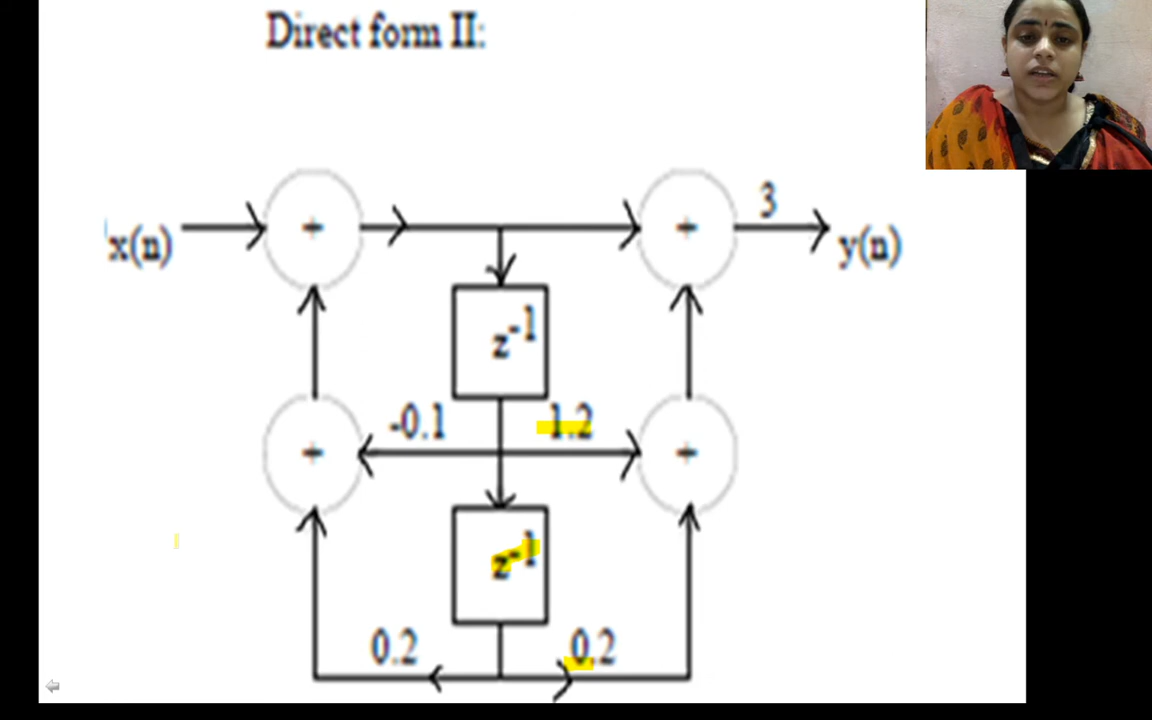 Direct form II:
3
x(n) + + y(n)
z-1
-0.1 1.2
+ +
z-1
0.2 0.2